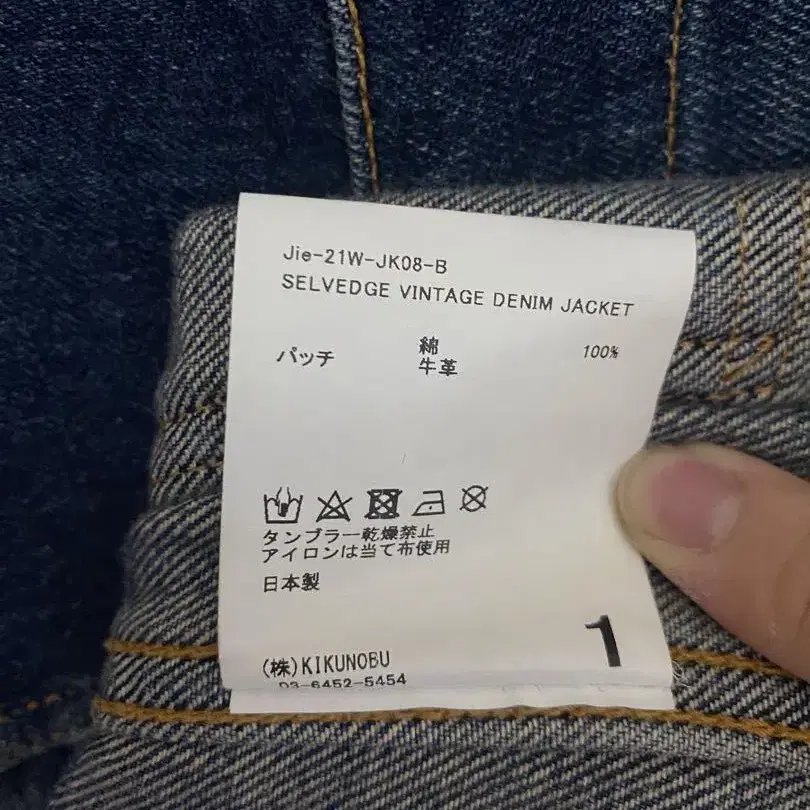 Jie-21W-JK08-B
SELVEDGE VINTAGE DENIM JACKET
綿 100%
パッチ 牛革
タンブラー乾燥禁止
アイロンは当て布使用
日本製
1
(株)KIKUNOBU
03-6452-5454